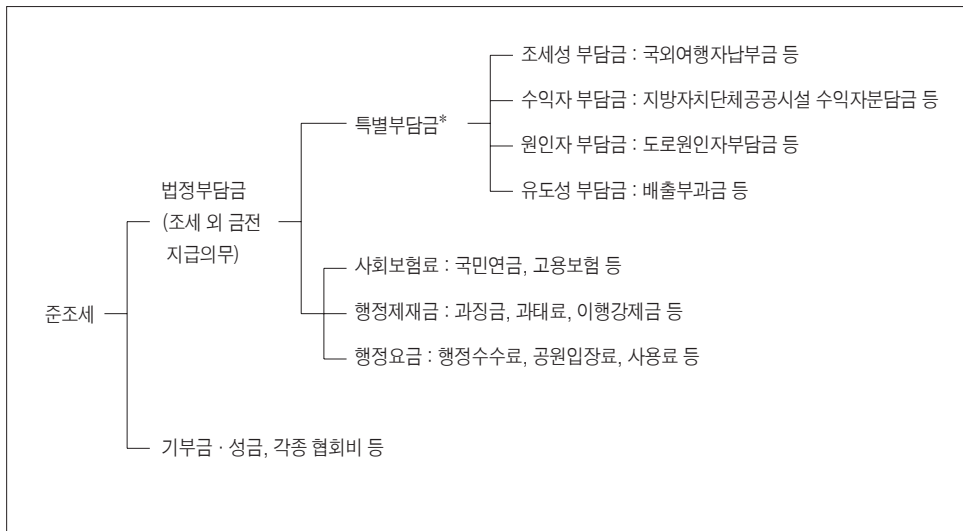 조세성 부담금 : 국외여행자납부금 등
수익자 부담금 : 지방자치단체공공시설 수익자분담금 등
특별부담금*
원인자 부담금 : 도로원인자부담금 등
유도성 부담금 : 배출부과금 등
법정부담금
(조세 외 금전
지급의무)
사회보험료 : 국민연금, 고용보험 등
준조세
행정제재금 : 과징금, 과태료, 이행강제금 등
행정요금 : 행정수수료, 공원입장료, 사용료 등
기부금 · 성금, 각종 협회비 등